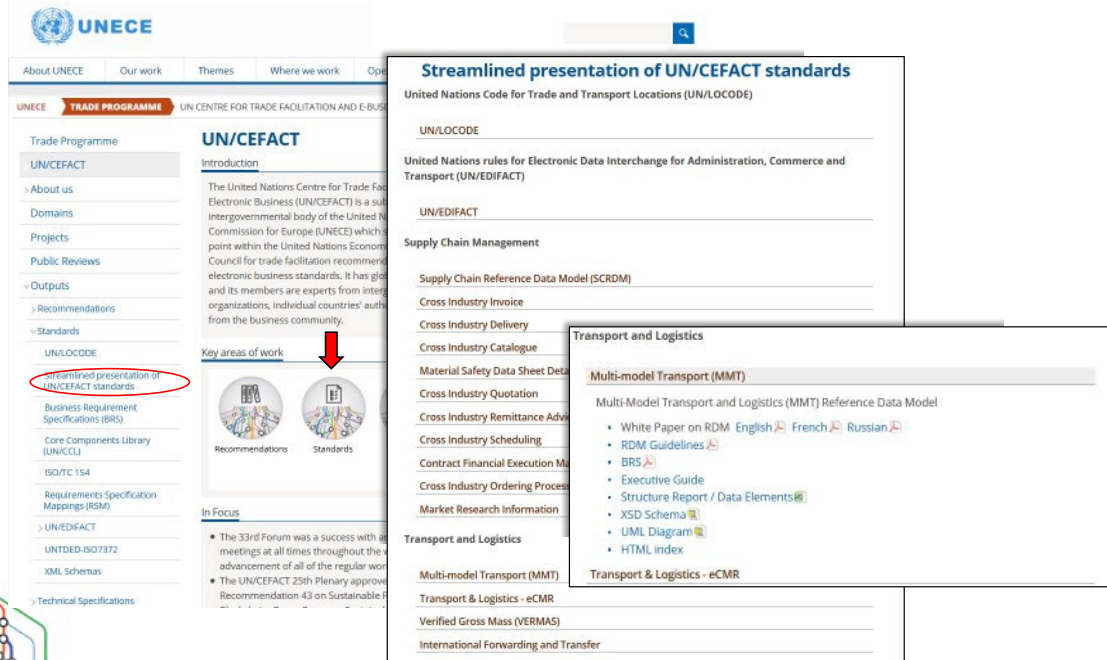 UNECE
About UNECE
Our work
Themes
Where we work
UNECE
TRADE PROGRAMME
UN CENTRE FOR TRADE FACILITATION AND
Trade Programme
UN/CEFACT
About us
Domains
Projects
Public Reviews
Outputs
Recommendations
Standards
UN/LOCODE
Streamlined presentation of
UN/CEFACT standards
Business Requirement
Specifications (BRS)
Core Components Library
(UN/CCL)
ISO/TC 154
Requirements Specification
Mappings (RSM)
UN/EDIFACT
UNTDED-ISO7372
XML Schemas
Technical Specifications
UN/CEFACT
Introduction
The United Nations Centre for Trade
Electronic Business (UN/CEFACT) is a
intergovernmental body of the United
Commission for Europe (UNECE) which
point within the United Nations
Council for trade facilitation
electronic business standards. It has
and its members are experts from
organizations, individual countries'
from the business community.
Key areas of work
Recommendations
Standards
In Focus
The 33rd Forum was a success with
meetings at all times throughout the
advancement of all of the regular
The UN/CEFACT 25th Plenary
Recommendation 43 on Sustainable
Streamlined presentation of UN/CEFACT standards
United Nations Code for Trade and Transport Locations (UN/LOCODE)
UN/LOCODE
United Nations rules for Electronic Data Interchange for Administration, Commerce and
Transport (UN/EDIFACT)
UN/EDIFACT
Supply Chain Management
Supply Chain Reference Data Model (SCRDM)
Cross Industry Invoice
Cross Industry Delivery
Cross Industry Catalogue
Material Safety Data Sheet
Cross Industry Quotation
Cross Industry Remittance
Cross Industry Scheduling
Contract Financial Execution
Cross Industry Ordering
Market Research Information
Transport and Logistics
Multi-model Transport (MMT)
Transport & Logistics - eCMR
Verified Gross Mass (VERMAS)
International Forwarding and Transfer
Transport and Logistics
Multi-model Transport (MMT)
Multi-Model Transport and Logistics (MMT) Reference Data Model
White Paper on RDM English French Russian
RDM Guidelines
BRS
Executive Guide
Structure Report / Data Elements
XSD Schema
UML Diagram
HTML index
Transport & Logistics - eCMR